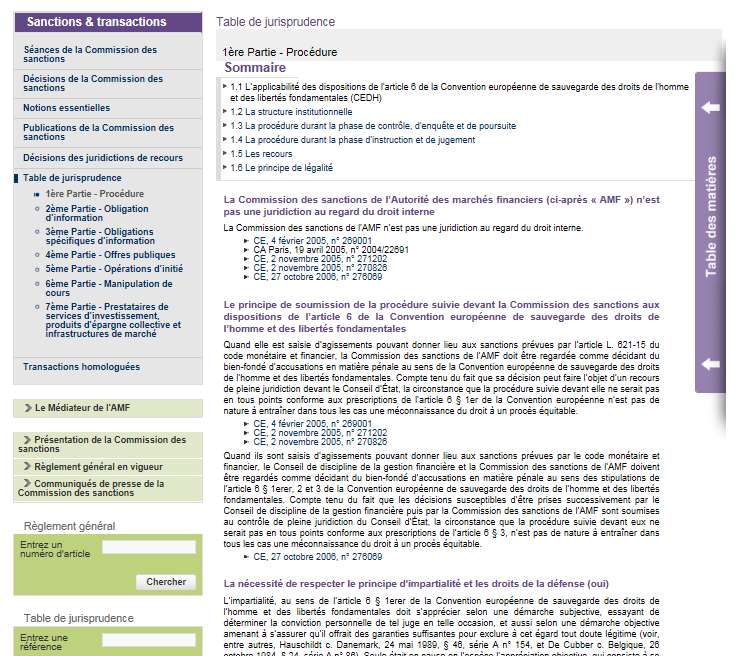 Sanctions & transactions
Séances de la Commission des
sanctions
Décisions de la Commission des
sanctions
Notions essentielles
Publications de la Commission des
sanctions
Décisions des juridictions de recours
Table de jurisprudence
1ère Partie - Procédure
2ème Partie - Obligation
d'information
3ème Partie - Obligations
spécifiques d'information
4ème Partie - Offres publiques
5ème Partie - Opérations d'initié
6ème Partie - Manipulation de
cours
7ème Partie - Prestataires de
services d'investissement,
produits d'épargne collective et
infrastructures de marché
Transactions homologuées
Le Médiateur de l'AMF
Présentation de la Commission des
sanctions
Règlement général en vigueur
Communiqués de presse de la
Commission des sanctions
Règlement général
Entrez un
numéro d'article
Chercher
Table de jurisprudence
Entrez une
référence
Table de jurisprudence
1ère Partie - Procédure
Sommaire
1.1 L'applicabilité des dispositions de l'article 6 de la Convention européenne de sauvegarde des droits de l'homme
et des libertés fondamentales (CEDH)
1.2 La structure institutionnelle
1.3 La procédure durant la phase de contrôle, d'enquête et de poursuite
1.4 La procédure durant la phase d'instruction et de jugement
1.5 Les recours
1.6 Le principe de légalité
La Commission des sanctions de l'Autorité des marchés financiers (ci-après « AMF ») n'est
pas une juridiction au regard du droit interne
La Commission des sanctions de l'AMF n'est pas une juridiction au regard du droit interne.
CE, 4 février 2005, n° 269001
CA Paris, 19 avril 2005, n° 2004/22691
CE, 2 novembre 2005, n° 271202
CE, 2 novembre 2005, n° 270826
CE, 27 octobre 2006, n° 276069
Le principe de soumission de la procédure suivie devant la Commission des sanctions aux
dispositions de l'article 6 de la Convention européenne de sauvegarde des droits de
l'homme et des libertés fondamentales
Quand elle est saisie d'agissements pouvant donner lieu aux sanctions prévues par l'article L. 621-15 du
code monétaire et financier, la Commission des sanctions de l'AMF doit être regardée comme décidant du
bien-fondé d'accusations en matière pénale au sens de la Convention européenne de sauvegarde des droits
de l'homme et des libertés fondamentales. Compte tenu du fait que sa décision peut faire l'objet d'un recours
de pleine juridiction devant le Conseil d'État, la circonstance que la procédure suivie devant elle ne serait pas
en tous points conforme aux prescriptions de l'article 6 § 1er de la Convention européenne n'est pas de
nature à entraîner dans tous les cas une méconnaissance du droit à un procès équitable.
CE, 4 février 2005, n° 269001
CE, 2 novembre 2005, n° 271202
CE, 2 novembre 2005, n° 270826
Quand ils sont saisis d'agissements pouvant donner lieu aux sanctions prévues par le code monétaire et
financier, le Conseil de discipline de la gestion financière et la Commission des sanctions de l'AMF doivent
être regardés comme décidant du bien-fondé d'accusations en matière pénale au sens des stipulations de
l'article 6 § 1erer, 2 et 3 de la Convention européenne de sauvegarde des droits de l'homme et des libertés
fondamentales. Compte tenu du fait que les décisions susceptibles d'être prises successivement par le
Conseil de discipline de la gestion financière puis par la Commission des sanctions de l'AMF sont soumises
au contrôle de pleine juridiction du Conseil d'État, la circonstance que la procédure suivie devant eux ne
serait pas en tous points conforme aux prescriptions de l'article 6 § 3, n'est pas de nature à entraîner dans
tous les cas une méconnaissance du droit à un procès équitable.
CE, 27 octobre 2006, n° 276069
La nécessité de respecter le principe d'impartialité et les droits de la défense (oui)
L'impartialité, au sens de l'article 6 § 1erer de la Convention européenne de sauvegarde des droits de
l'homme et des libertés fondamentales doit s'apprécier selon une démarche subjective, essayant de
déterminer la conviction personnelle de tel juge en telle occasion, et aussi selon une démarche objective
amenant à s'assurer qu'il offrait des garanties suffisantes pour exclure à cet égard tout doute légitime (voir,
entre autres, Hauschildt c. Danemark, 24 mai 1989, § 46, série A n° 154, et De Cubber c. Belgique, 26
octobre 1984, § 24, série A n° 86). Seule était en cause en l'espèce l'appréciation objective, qui consiste à se
Table des matières